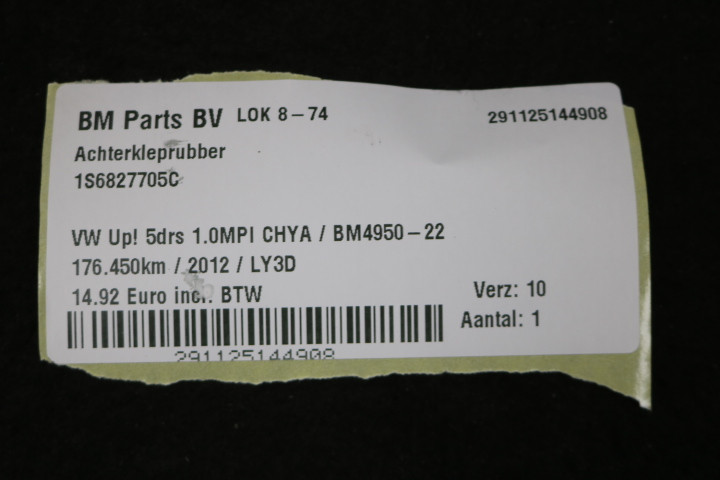 BM Parts BV LOK 8-74 291125144908
Achterkleprubber
1S6827705C
VW Up! 5drs 1.0MPI CHYA / BM4950-22
176.450km / 2012 / LY3D
14.92 Euro incl. BTW Verz: 10
Aantal: 1
291125144908